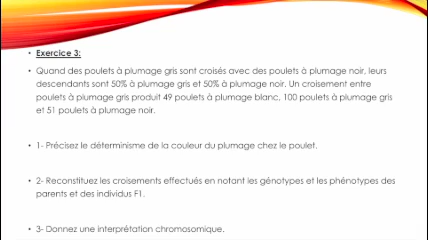 • Exercice 3:
• Quand des poulets à plumage gris sont croisés avec des poulets à plumage noir, leurs
descendants sont 50% à plumage gris et 50% à plumage noir. Un croisement entre
poulets à plumage gris produit 49 poulets à plumage blanc, 100 poulets à plumage gris
et 51 poulets à plumage noir.
• 1- Précisez le déterminisme de la couleur du plumage chez le poulet.
• 2- Reconstituez les croisements effectués en notant les génotypes et les phénotypes des
parents et des individus F1.
• 3- Donnez une interprétation chromosomique.